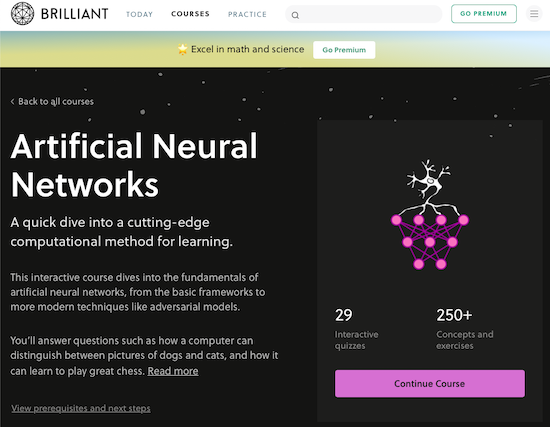 BRILLIANT TODAY COURSES PRACTICE GO PREMIUM
Excel in math and science Go Premium
Back to all courses
Artificial Neural
Networks
A quick dive into a cutting-edge
computational method for learning.
This interactive course dives into the fundamentals of
artificial neural networks, from the basic frameworks to
more modern techniques like adversarial models.
You'll answer questions such as how a computer can
distinguish between pictures of dogs and cats, and how it
can learn to play great chess. Read more
View prerequisites and next steps
29 250+
Interactive Concepts and
quizzes exercises
Continue Course